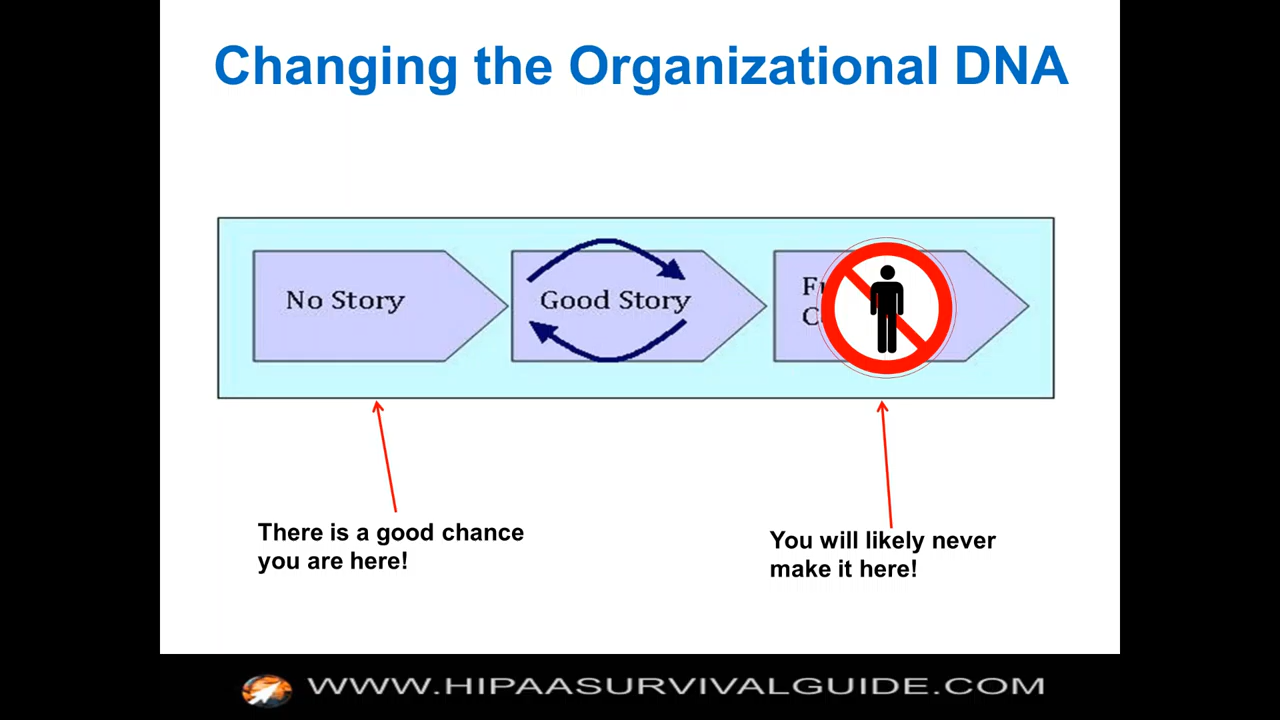 Changing the Organizational DNA
No Story
Good Story
There is a good chance
you are here!
You will likely never
make it here!
WWW.HIPAASURVIVALGUIDE.COM